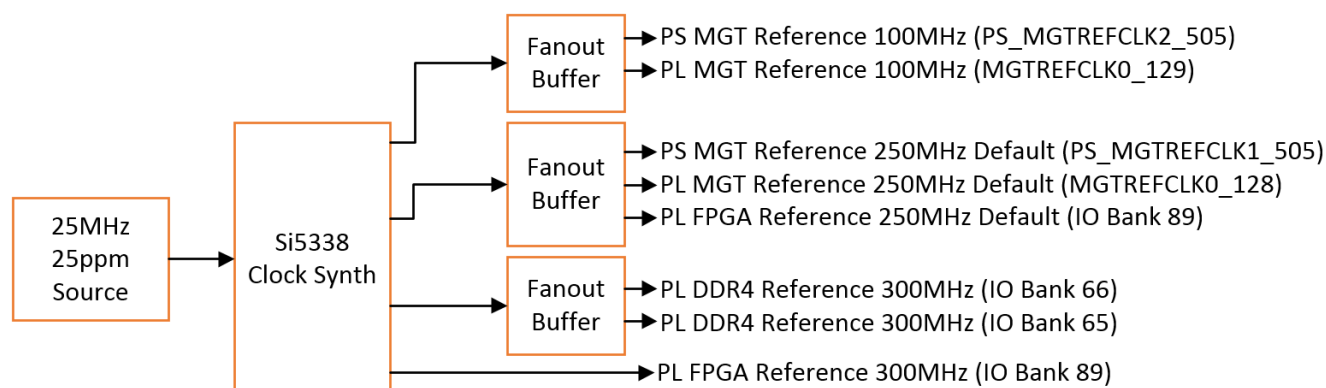 25MHz
25ppm
Source
Si5338
Clock Synth
Fanout
Buffer
PS MGT Reference 100MHz (PS_MGTREFCLK2_505)
PL MGT Reference 100MHz (MGTREFCLK0_129)
Fanout
Buffer
PS MGT Reference 250MHz Default (PS_MGTREFCLK1_505)
PL MGT Reference 250MHz Default (MGTREFCLK0_128)
PL FPGA Reference 250MHz Default (IO Bank 89)
Fanout
Buffer
PL DDR4 Reference 300MHz (IO Bank 66)
PL DDR4 Reference 300MHz (IO Bank 65)
PL FPGA Reference 300MHz (IO Bank 89)